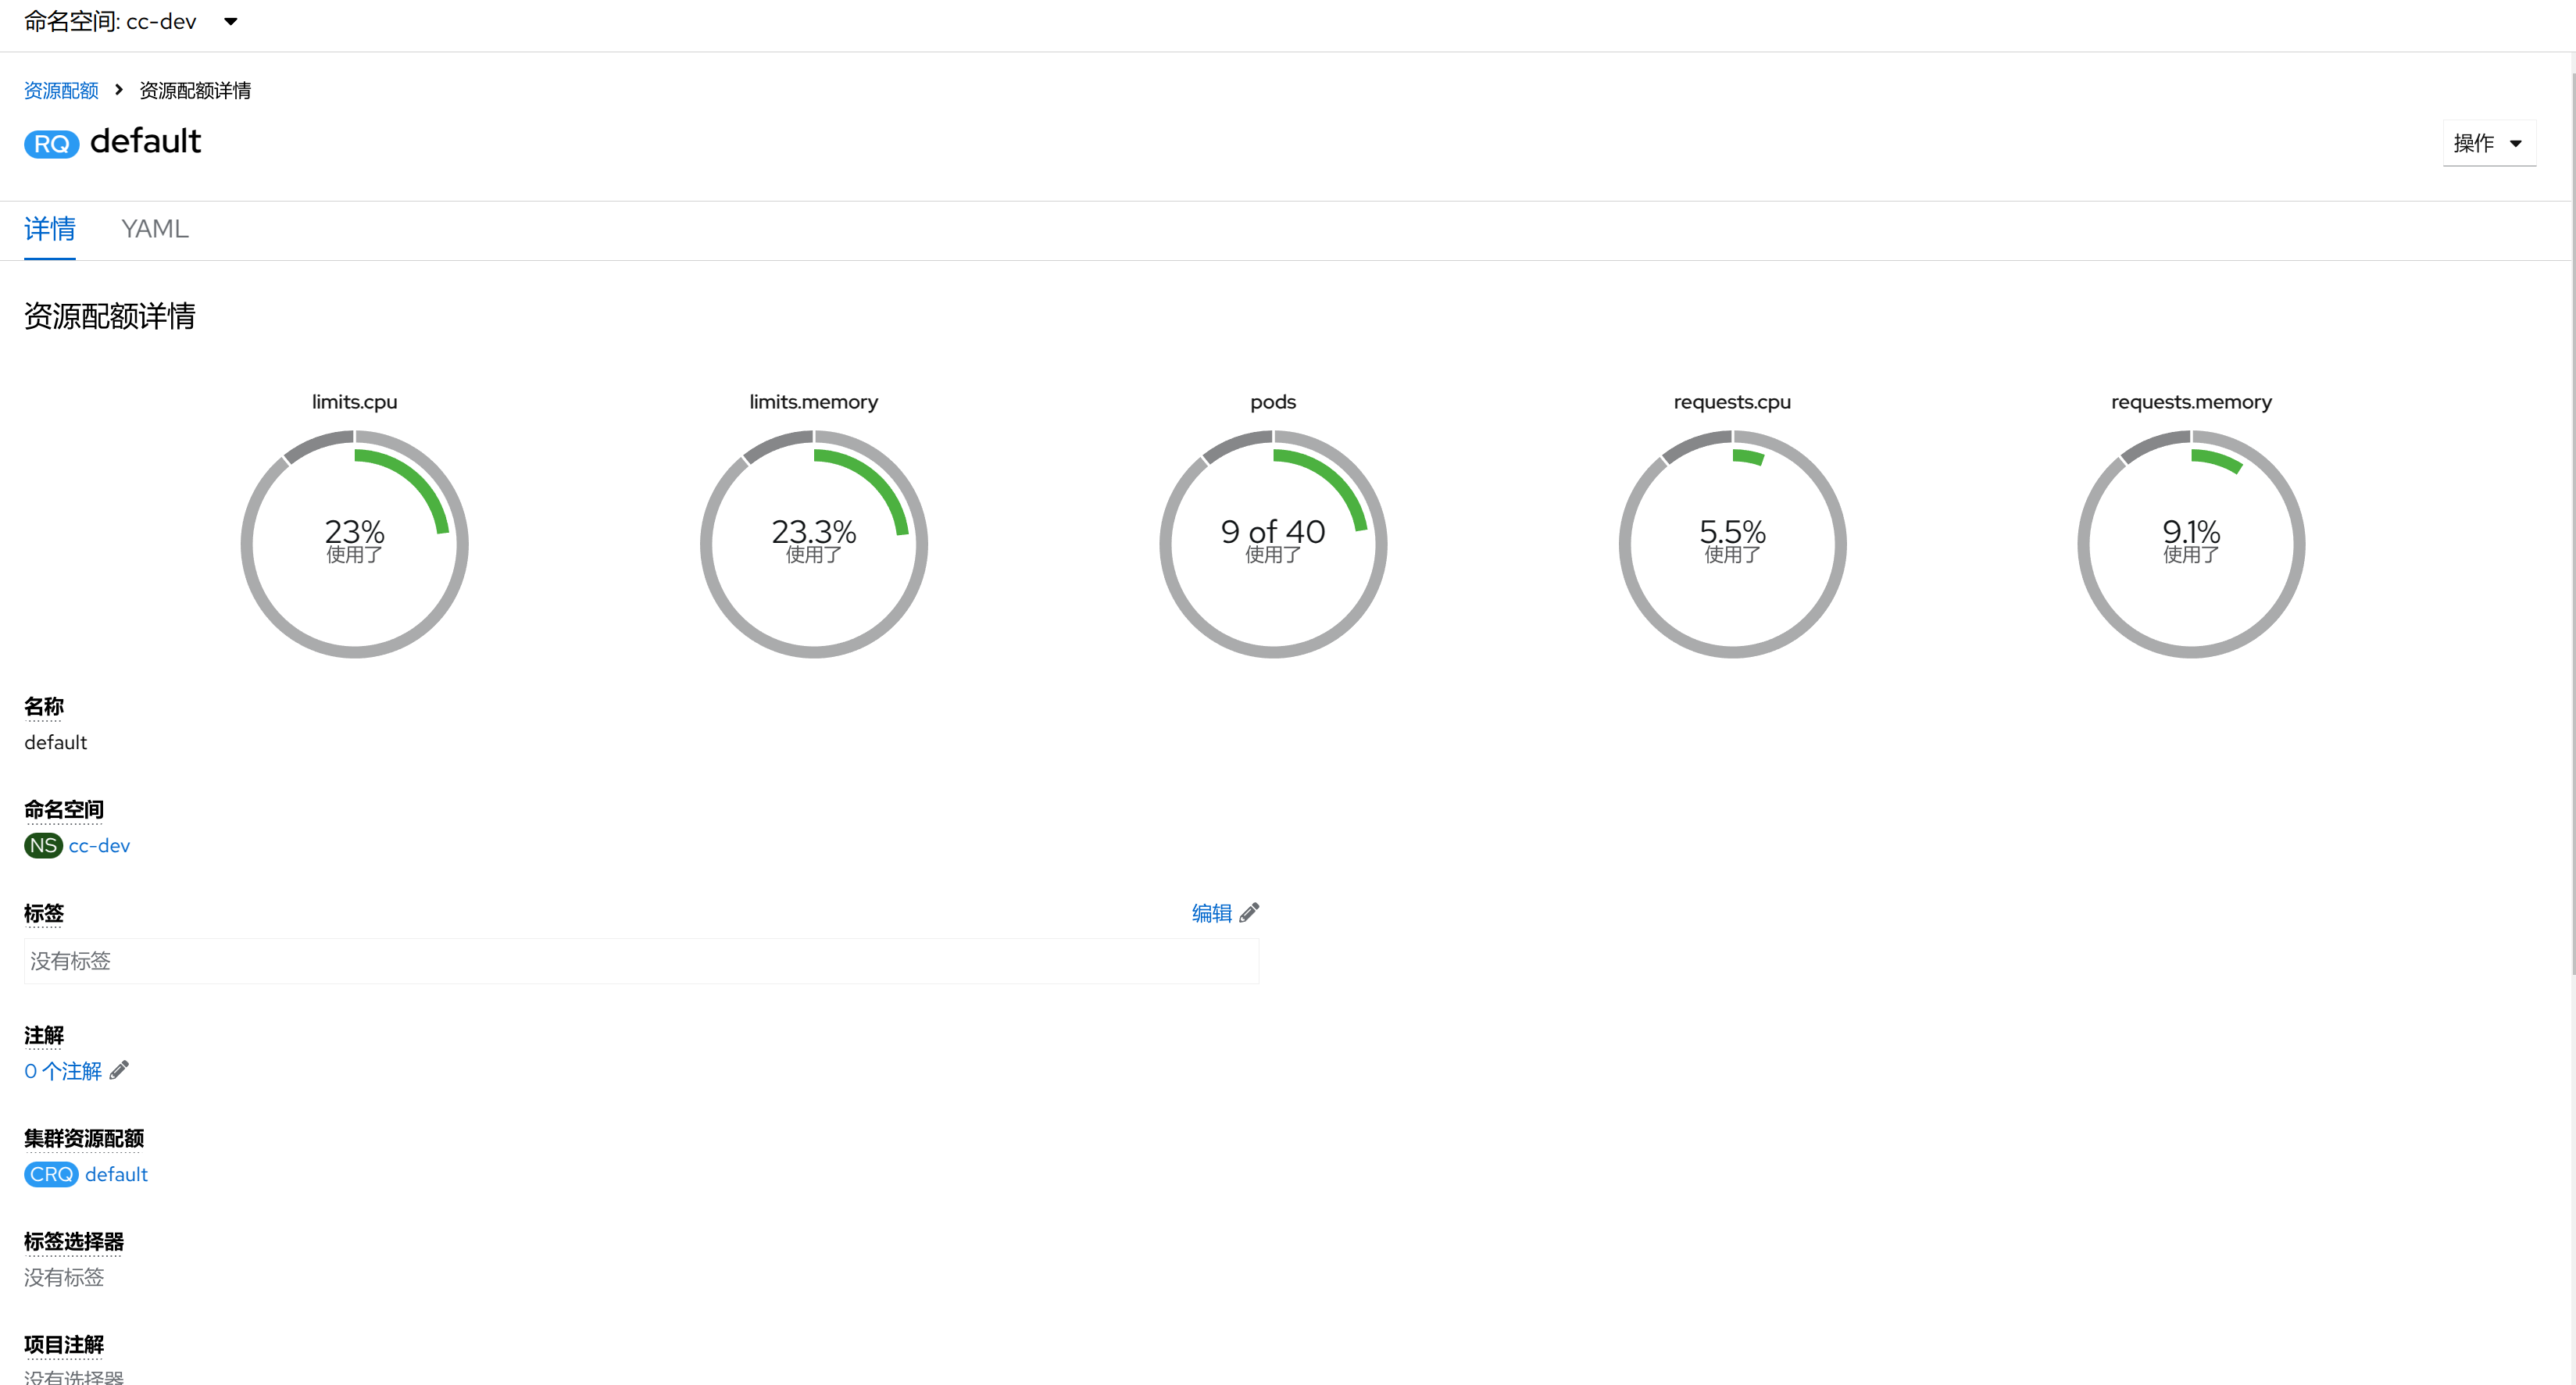 命名空间: cc-dev
资源配额 资源配额详情
RQ default
操作
详情 YAML
资源配额详情
limits.cpu limits.memory pods requests.cpu requests.memory
23% 23.3% 9 of 40 5.5% 9.1%
使用了 使用了 使用了 使用了 使用了
名称
default
命名空间
NS cc-dev
标签 编辑
没有标签
注解
0 个注解
集群资源配额
CRQ default
标签选择器
没有标签
项目注解
没有选择器